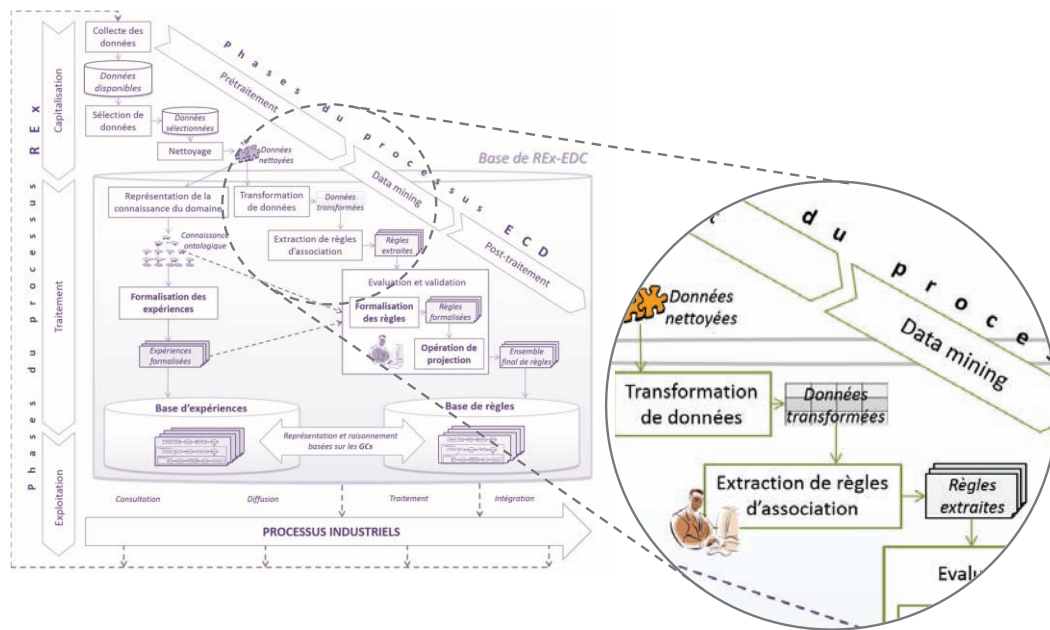 Collecte des
données
Données
disponibles
Sélection de
données
Données
sélectionnées
Nettoyage
Données
nettoyées
Phases du processus REx
Capitalisation
Traitement
Exploitation
Phases du processus ECD
Prétraitement
Data mining
Post-traitement
Base de REx-EDC
Représentation de la
connaissance du domaine
Transformation
de données
Données
transformées
Connaissance
ontologique
Extraction de règles
d'association
Règles
extraites
Evaluation et validation
Formalisation des
expériences
Formalisation
des règles
Règles
formalisées
Expériences
formalisées
Opération de
projection
Ensemble
final de règles
Base d'expériences
Base de règles
Représentation et raisonnement
basées sur les GCs
Consultation
Diffusion
Traitement
Intégration
PROCESSUS INDUSTRIELS
du proce
Données
nettoyées
Data mining
Transformation
de données
Données
transformées
Extraction de règles
d'association
Règles
extraites
Evalu